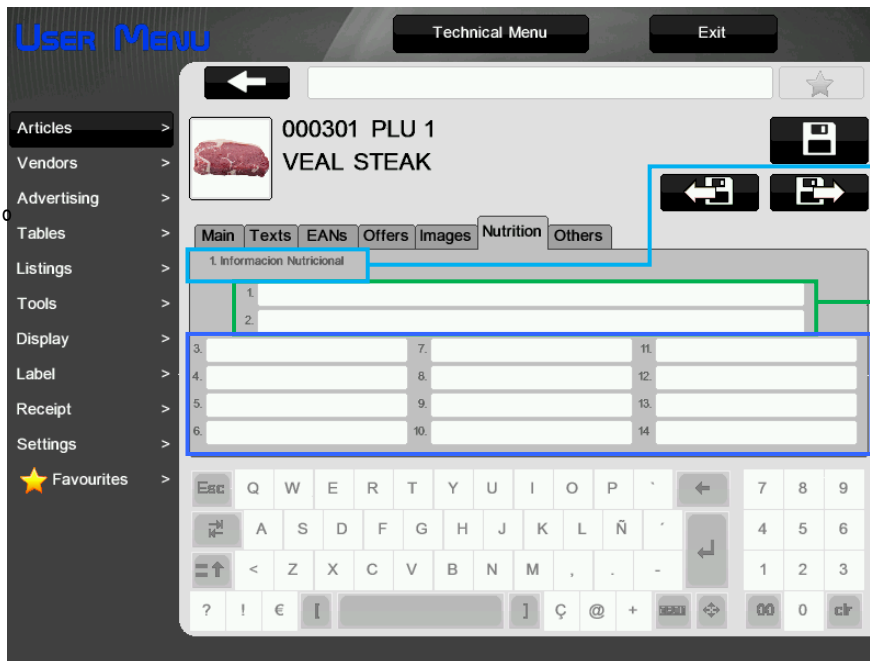 USER MENU
Technical Menu
Exit
000301 PLU 1
VEAL STEAK
Articles >
Vendors >
Advertising >
o
Tables >
Listings >
Tools >
Display >
Label >
Receipt >
Settings >
Favourites >
Main Texts EANs Offers Images Nutrition Others
1. Informacion Nutricional
1.
2.
3. 7. 11.
4. 8. 12.
5. 9. 13.
6. 10. 14
Esc Q W E R T Y U I O P ` 7 8 9
A S D F G H J K L Ñ ´ 4 5 6
< Z X C V B N M , . - 1 2 3
? ! € [ ] Ç @ + 00 0 clr